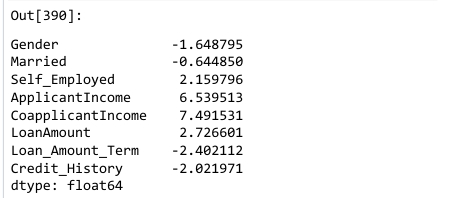 Out[390]:
Gender -1.648795
Married -0.644850
Self_Employed 2.159796
ApplicantIncome 6.539513
CoapplicantIncome 7.491531
LoanAmount 2.726601
Loan_Amount_Term -2.402112
Credit_History -2.021971
dtype: float64